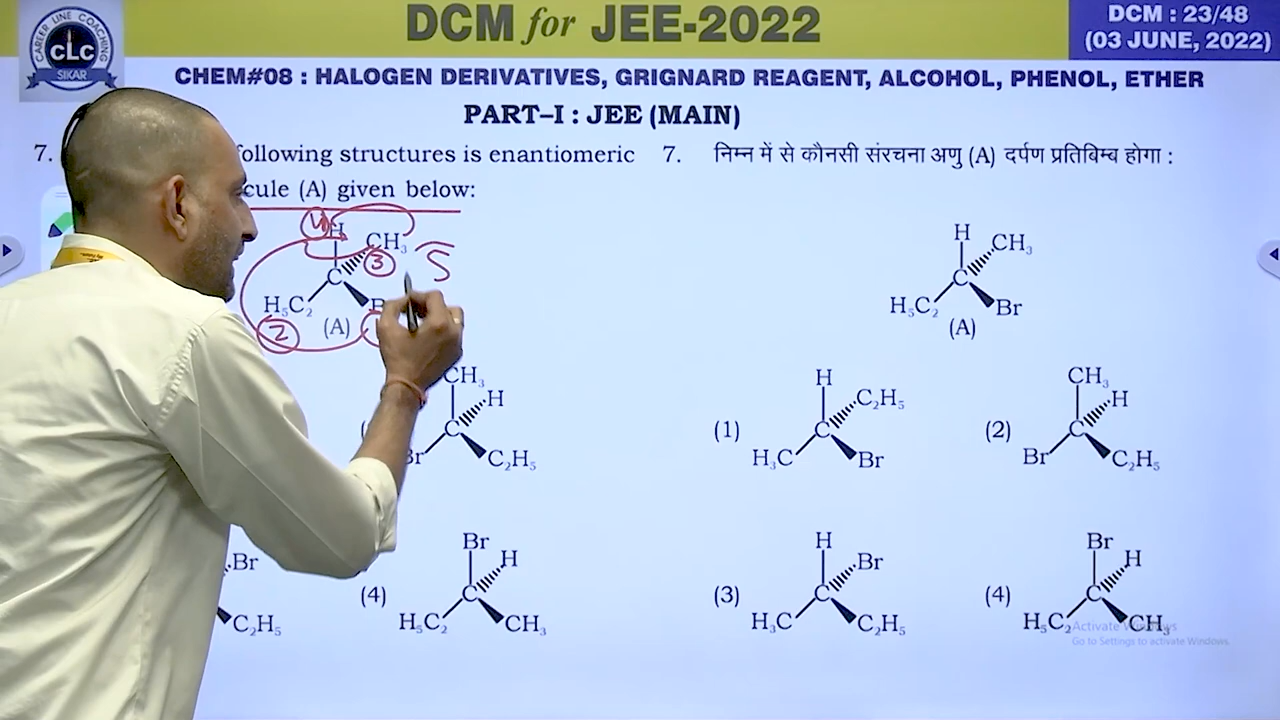 CAREER LINE COACHING
CLC
SIKAR
DCM for JEE-2022
DCM : 23/48
(03 JUNE, 2022)
CHEM#08 : HALOGEN DERIVATIVES, GRIGNARD REAGENT, ALCOHOL, PHENOL, ETHER
PART–I : JEE (MAIN)
7.
following structures is enantiomeric
cule (A) given below:
4
H
CH₃
3
S
C
H₅C₂
2
(A)
CH₃
H
C
Br
C₂H₅
Br
C₂H₅
(4)
Br
H
C
H₅C₂
CH₃
7. निम्न में से कौनसी संरचना अणु (A) दर्पण प्रतिबिम्ब होगा :
H
CH₃
C
H₅C₂
Br
(A)
(1)
H
C₂H₅
C
H₃C
Br
(2)
CH₃
H
C
Br
C₂H₅
(3)
H
Br
C
H₃C
C₂H₅
(4)
Br
H
C
H₅C₂
CH₃
Activate Windows
Go to Settings to activate Windows.